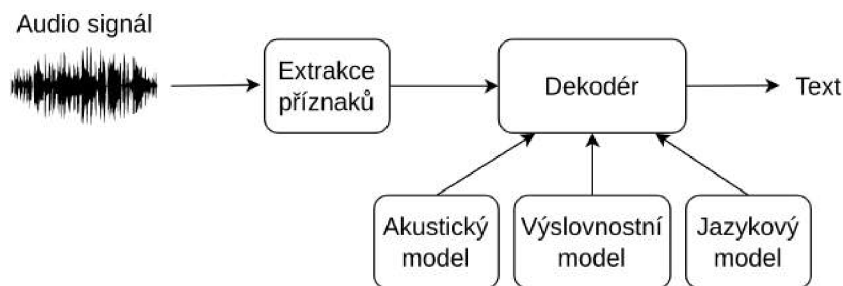 Audio signál
Extrakce
příznaků
Dekodér
Text
Akustický
model
Výslovnostní
model
Jazykový
model